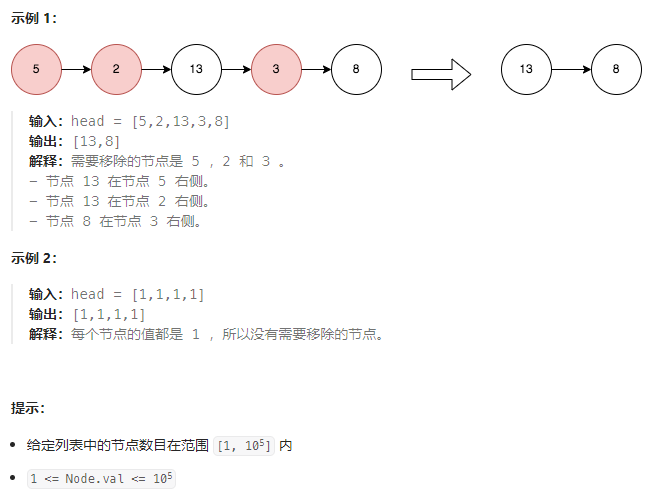 示例 1：
5 2 13 3 8 13 8
输入：head = [5,2,13,3,8]
输出：[13,8]
解释：需要移除的节点是 5 ，2 和 3 。
- 节点 13 在节点 5 右侧。
- 节点 13 在节点 2 右侧。
- 节点 8 在节点 3 右侧。
示例 2：
输入：head = [1,1,1,1]
输出：[1,1,1,1]
解释：每个节点的值都是 1 ，所以没有需要移除的节点。
提示：
• 给定列表中的节点数目在范围 [1, 10⁵] 内
• 1 <= Node.val <= 10⁵